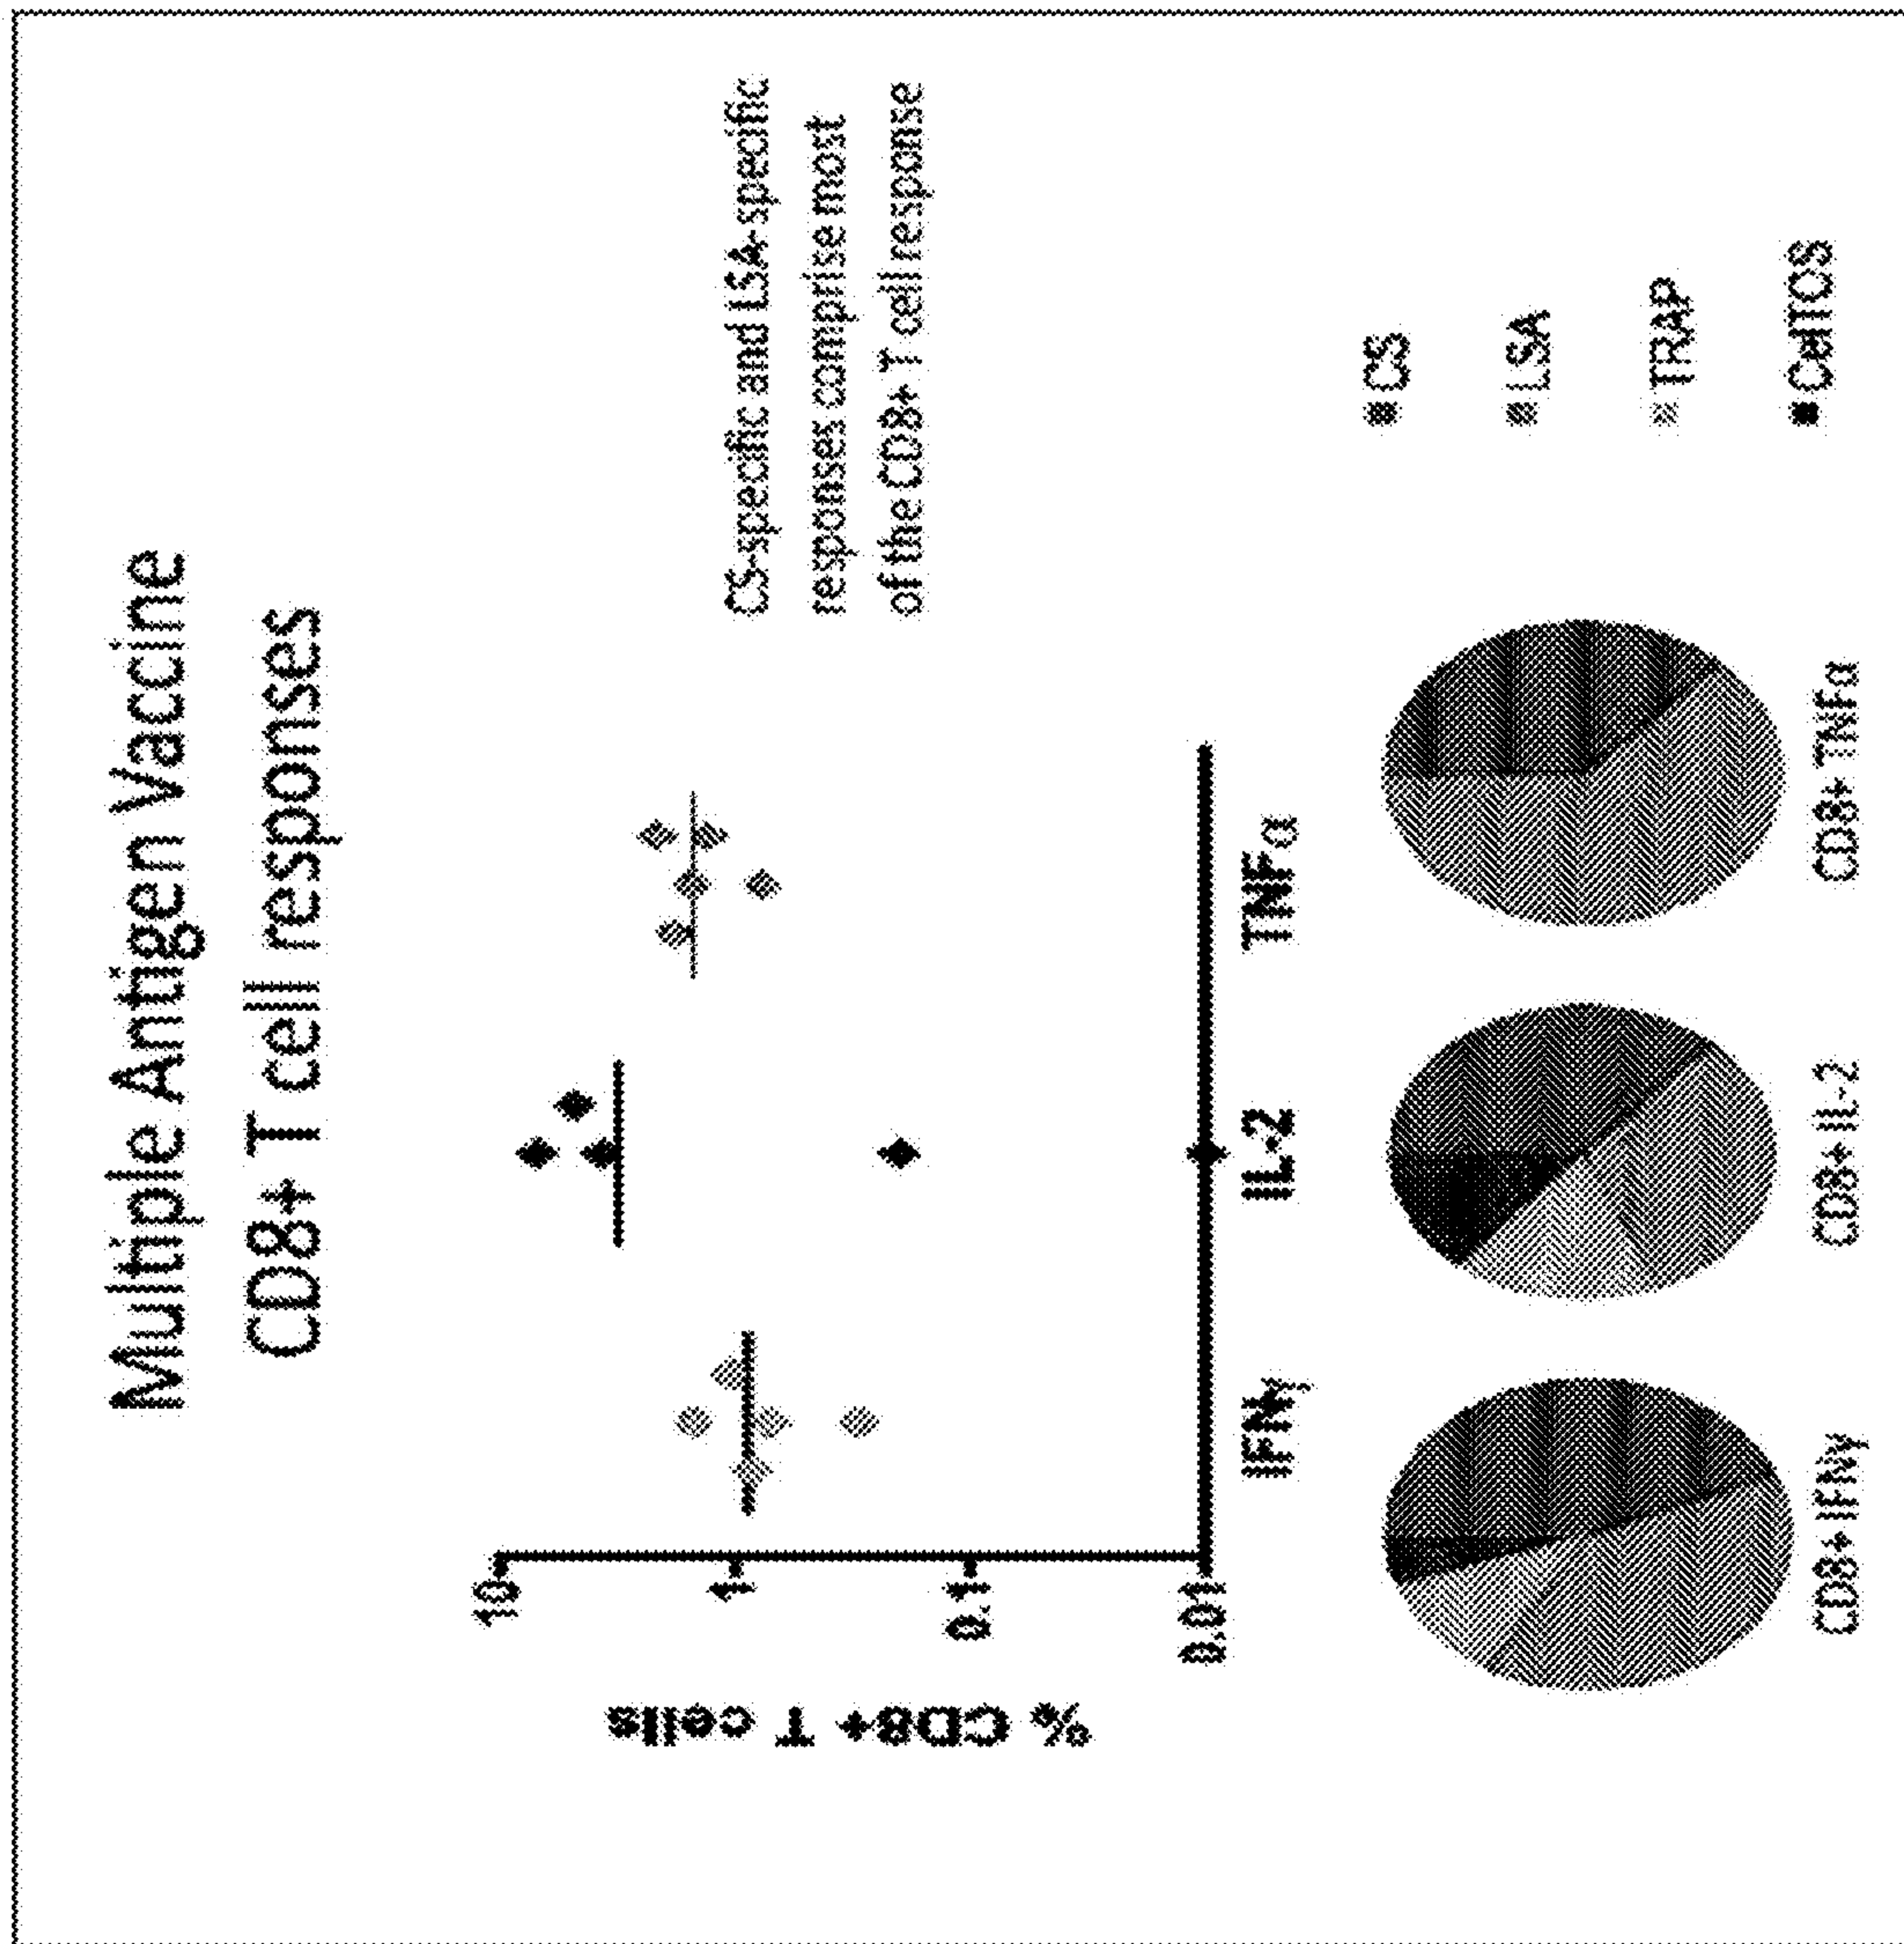 Multiple Antigen Vaccine
CD8+ T cell responses
% CD8+ T cells
10
1
0.1
0.01
IFNγ
IL-2
TNFα
CS-specific and LSA-specific
responses comprise most
of the CD8+ T cell response
CD8+ IFNγ
CD8+ IL-2
CD8+ TNFα
CS
LSA
TRAP
CelTOS